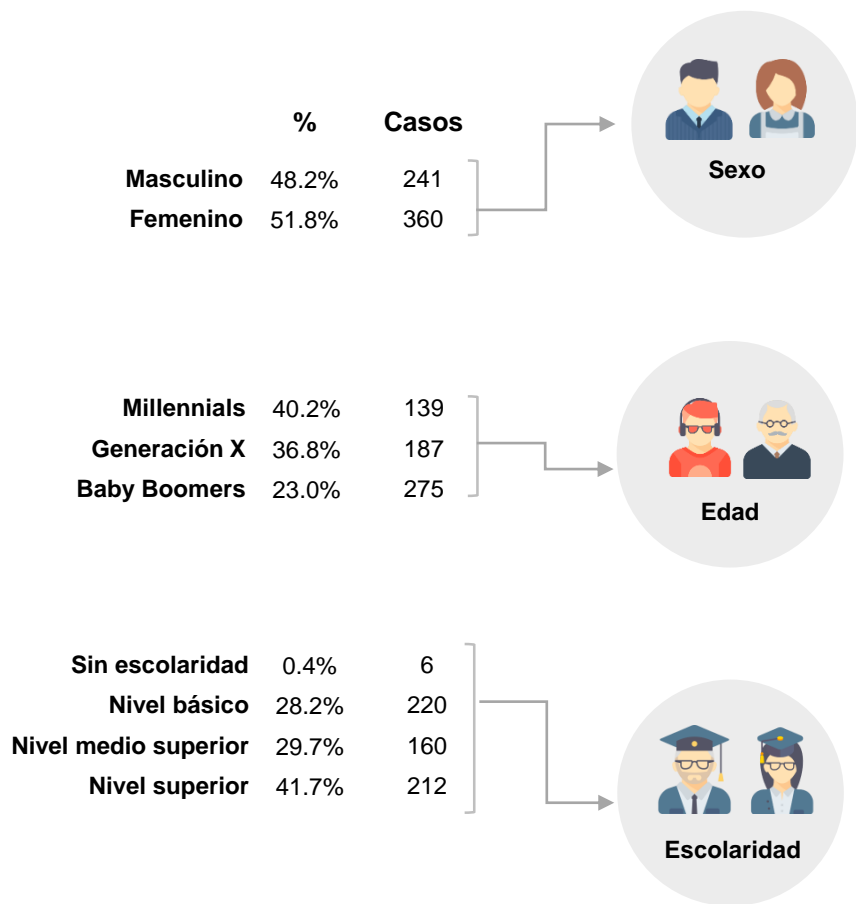 % Casos
Masculino 48.2% 241
Femenino 51.8% 360
Sexo
Millennials 40.2% 139
Generación X 36.8% 187
Baby Boomers 23.0% 275
Edad
Sin escolaridad 0.4% 6
Nivel básico 28.2% 220
Nivel medio superior 29.7% 160
Nivel superior 41.7% 212
Escolaridad